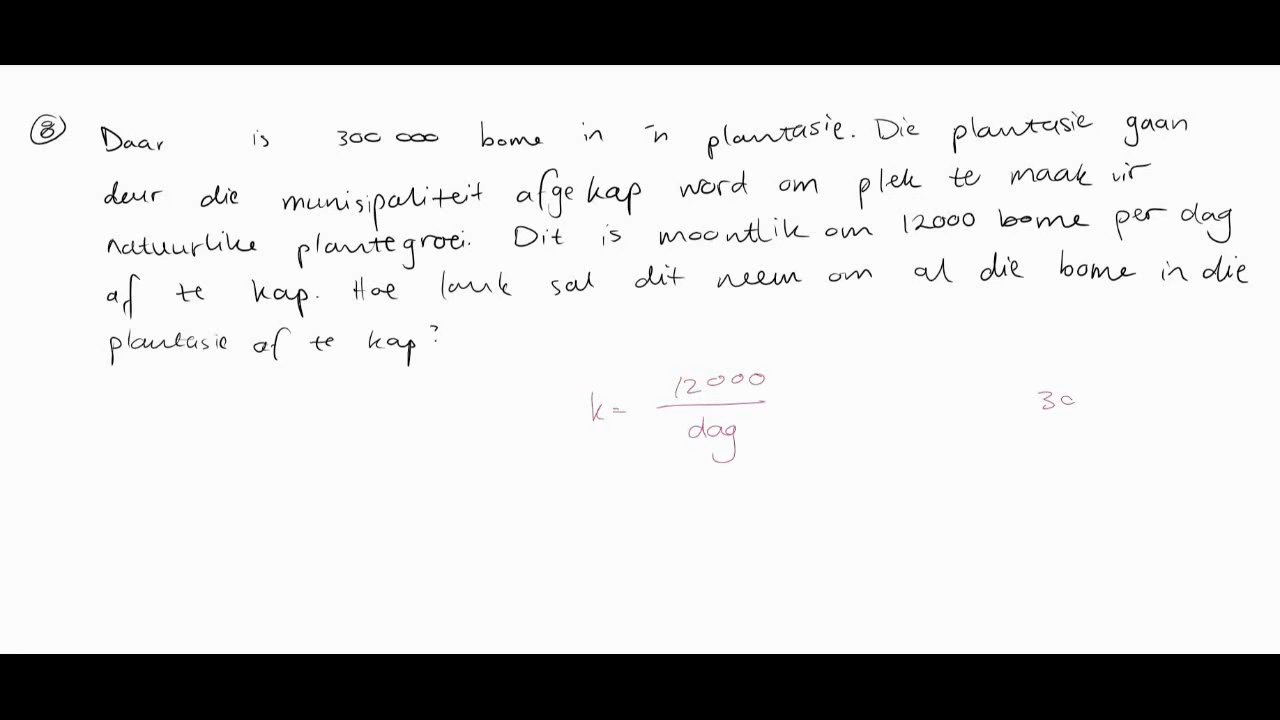 ⑧ Daar is 300 000 bome in 'n plantasie. Die plantasie gaan
deur die munisipaliteit afgekap word om plek te maak vir
natuurlike plantegroei. Dit is moontlik om 12000 bome per dag
af te kap. Hoe lank sal dit neem om al die bome in die
plantasie af te kap?
k = 12000 / dag
30